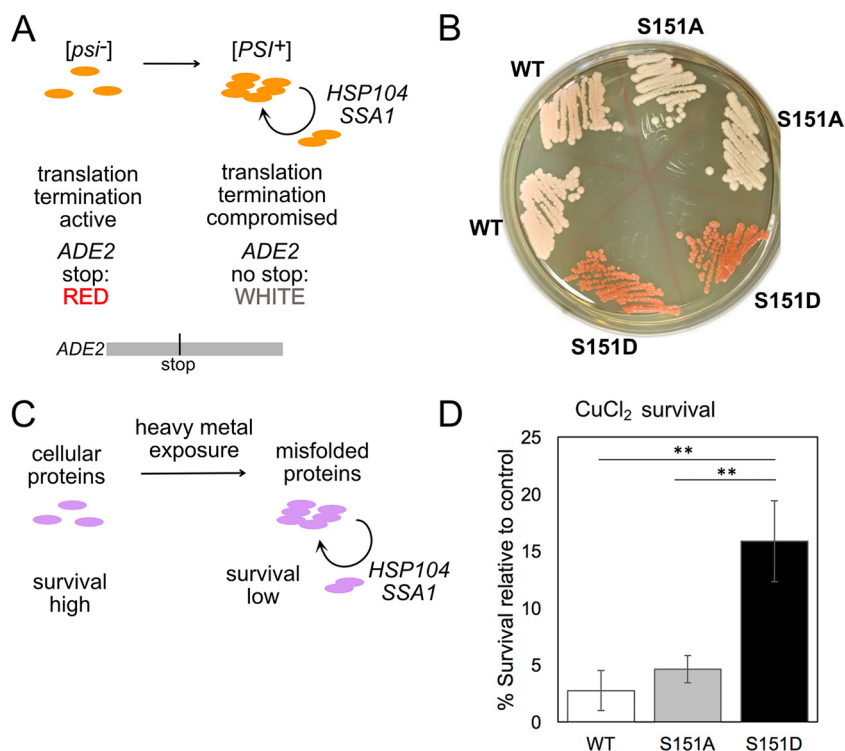 A
[psi-]
[PSI+]
HSP104
SSA1
translation
termination
active
translation
termination
compromised
ADE2
stop:
RED
ADE2
no stop:
WHITE
ADE2
stop
B
S151A
WT
S151A
WT
S151D
S151D
C
heavy metal
exposure
cellular
proteins
misfolded
proteins
HSP104
SSA1
survival
high
survival
low
D
CuCl₂ survival
% Survival relative to control
25
20
15
10
5
0
**
**
WT
S151A
S151D